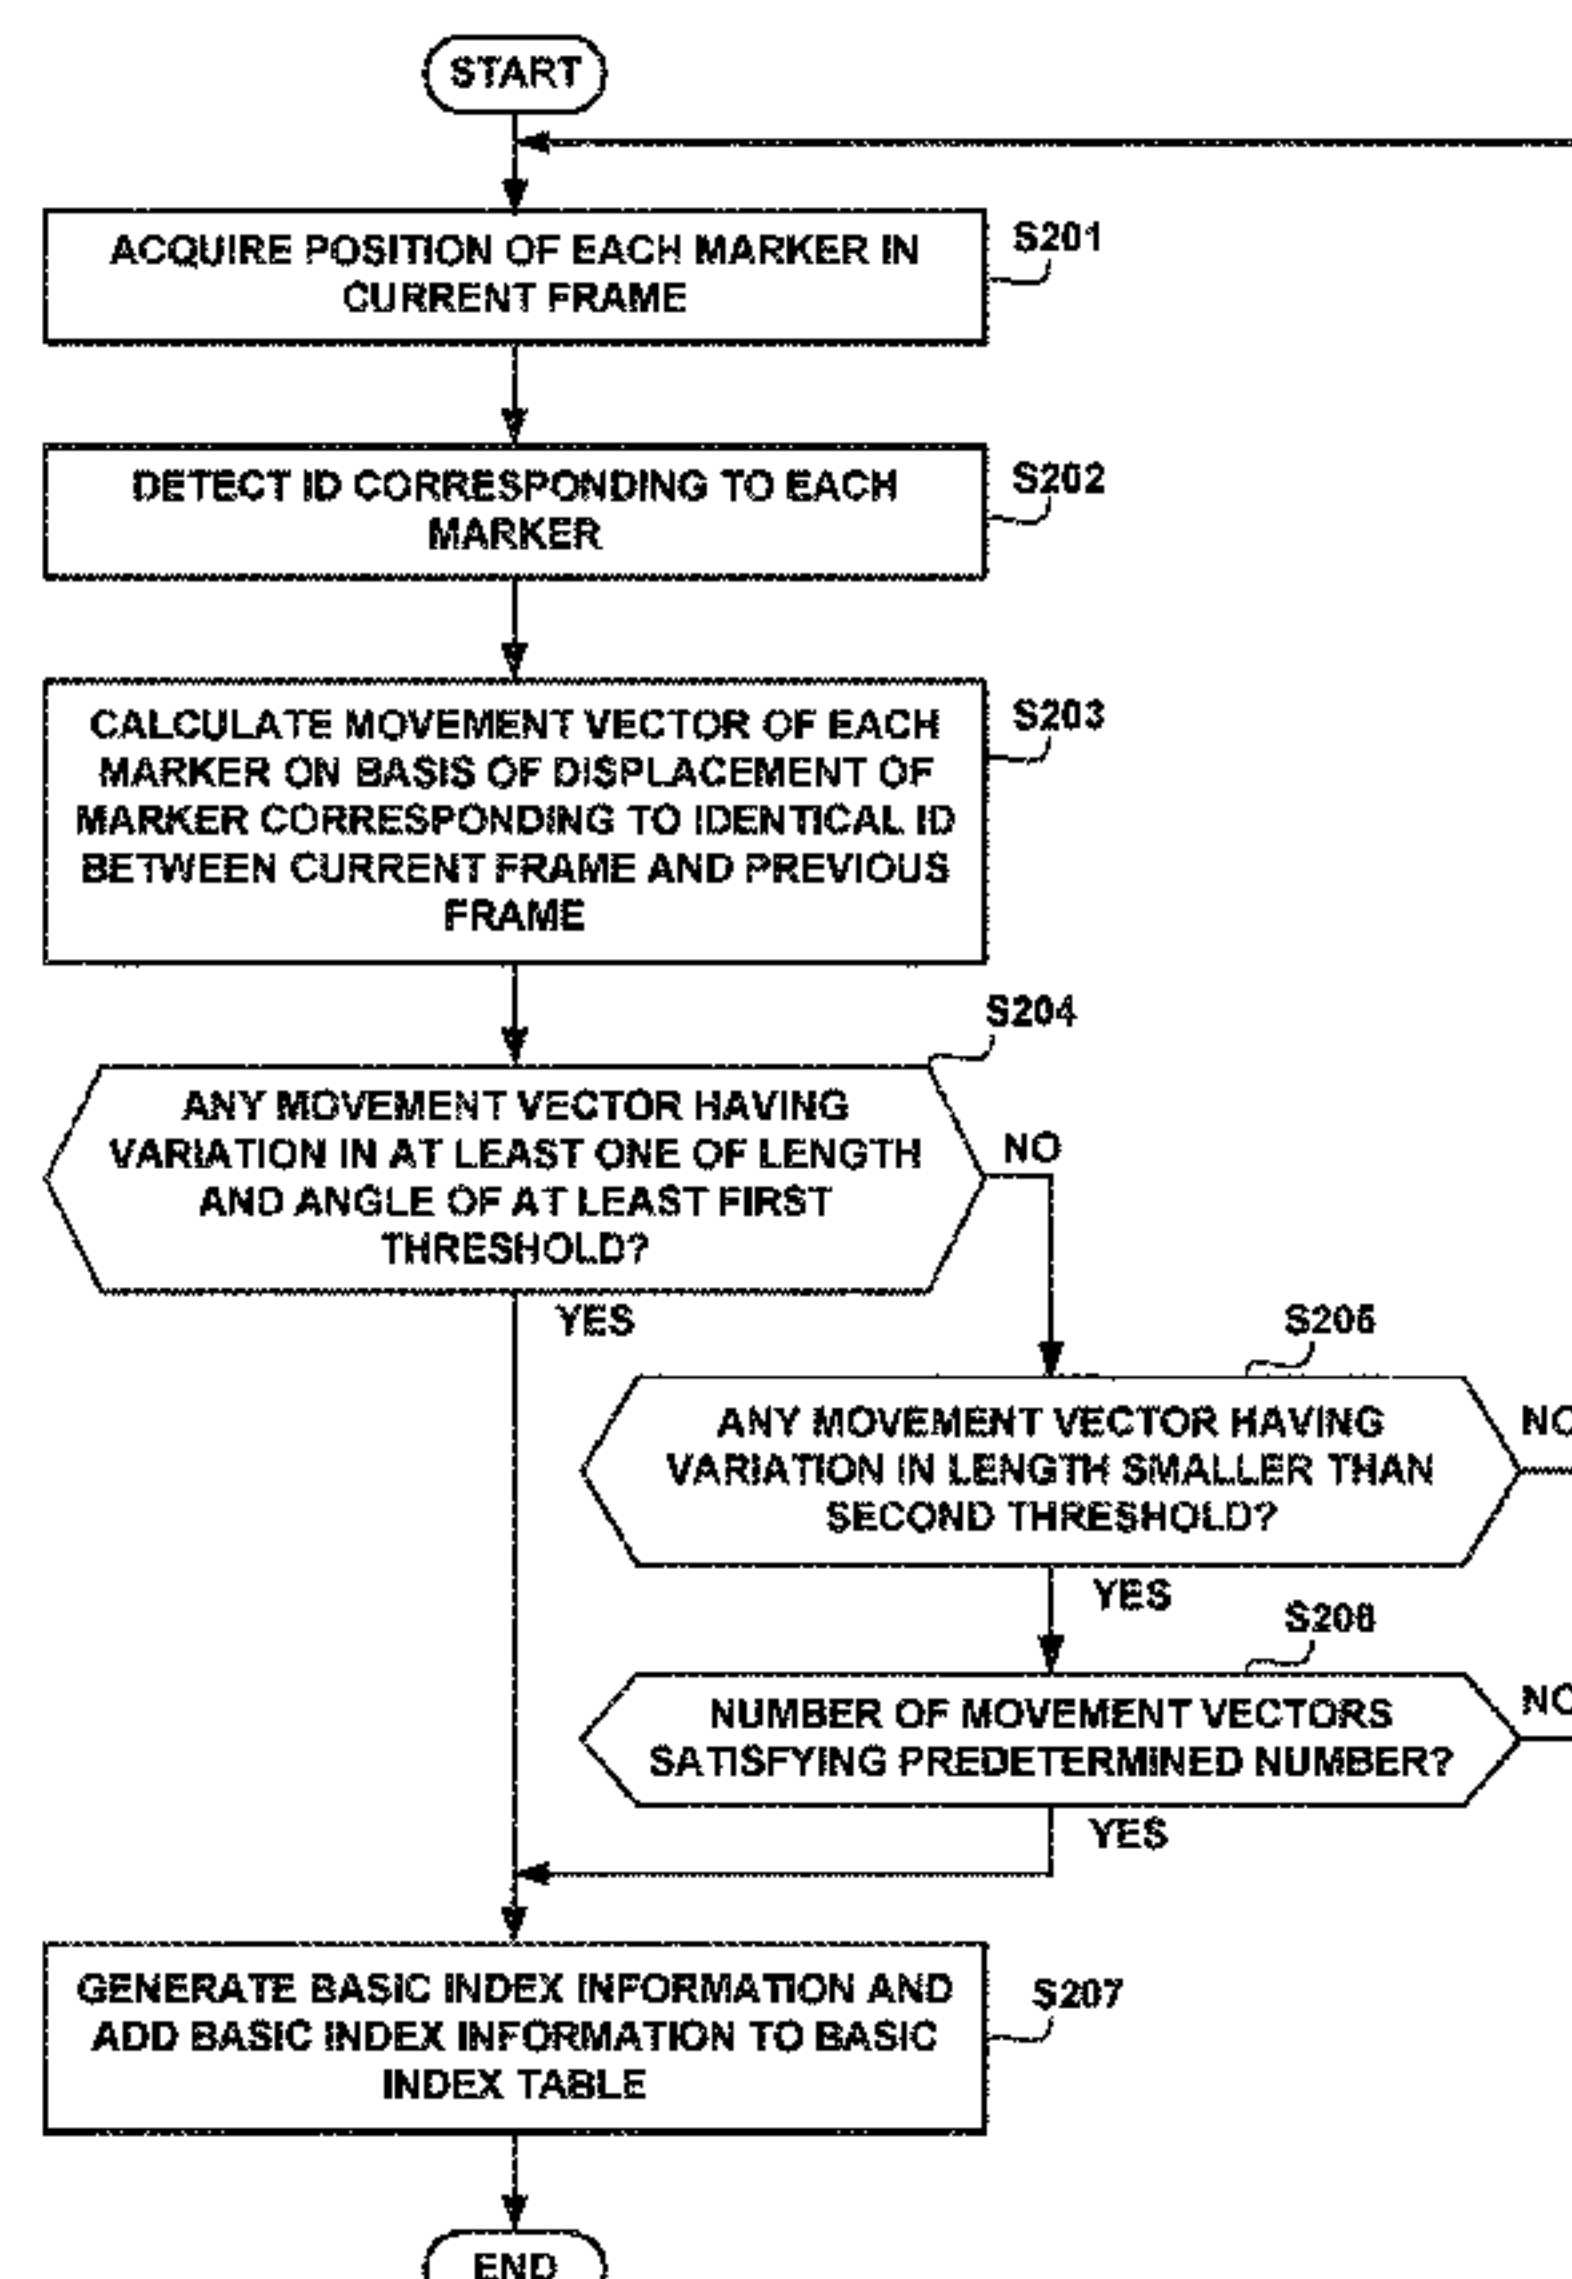 START
ACQUIRE POSITION OF EACH MARKER IN
CURRENT FRAME
S201
DETECT ID CORRESPONDING TO EACH
MARKER
S202
CALCULATE MOVEMENT VECTOR OF EACH
MARKER ON BASIS OF DISPLACEMENT OF
MARKER CORRESPONDING TO IDENTICAL ID
BETWEEN CURRENT FRAME AND PREVIOUS
FRAME
S203
S204
ANY MOVEMENT VECTOR HAVING
VARIATION IN AT LEAST ONE OF LENGTH
AND ANGLE OF AT LEAST FIRST
THRESHOLD?
NO
YES
S205
ANY MOVEMENT VECTOR HAVING
VARIATION IN LENGTH SMALLER THAN
SECOND THRESHOLD?
NO
YES
S206
NUMBER OF MOVEMENT VECTORS
SATISFYING PREDETERMINED NUMBER?
NO
YES
GENERATE BASIC INDEX INFORMATION AND
ADD BASIC INDEX INFORMATION TO BASIC
INDEX TABLE
S207
END